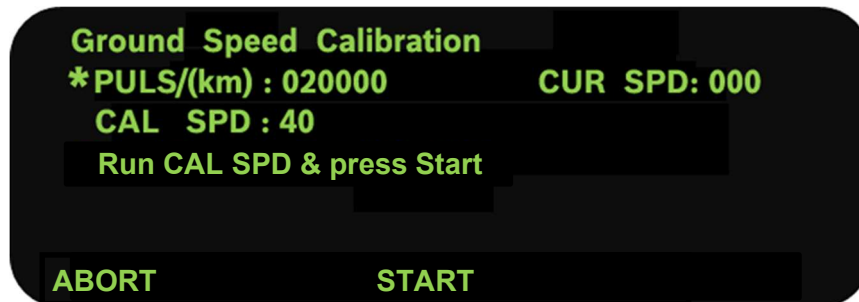 Ground Speed Calibration
*PULS/(km) : 020000 CUR SPD: 000
CAL SPD : 40
Run CAL SPD & press Start
ABORT START